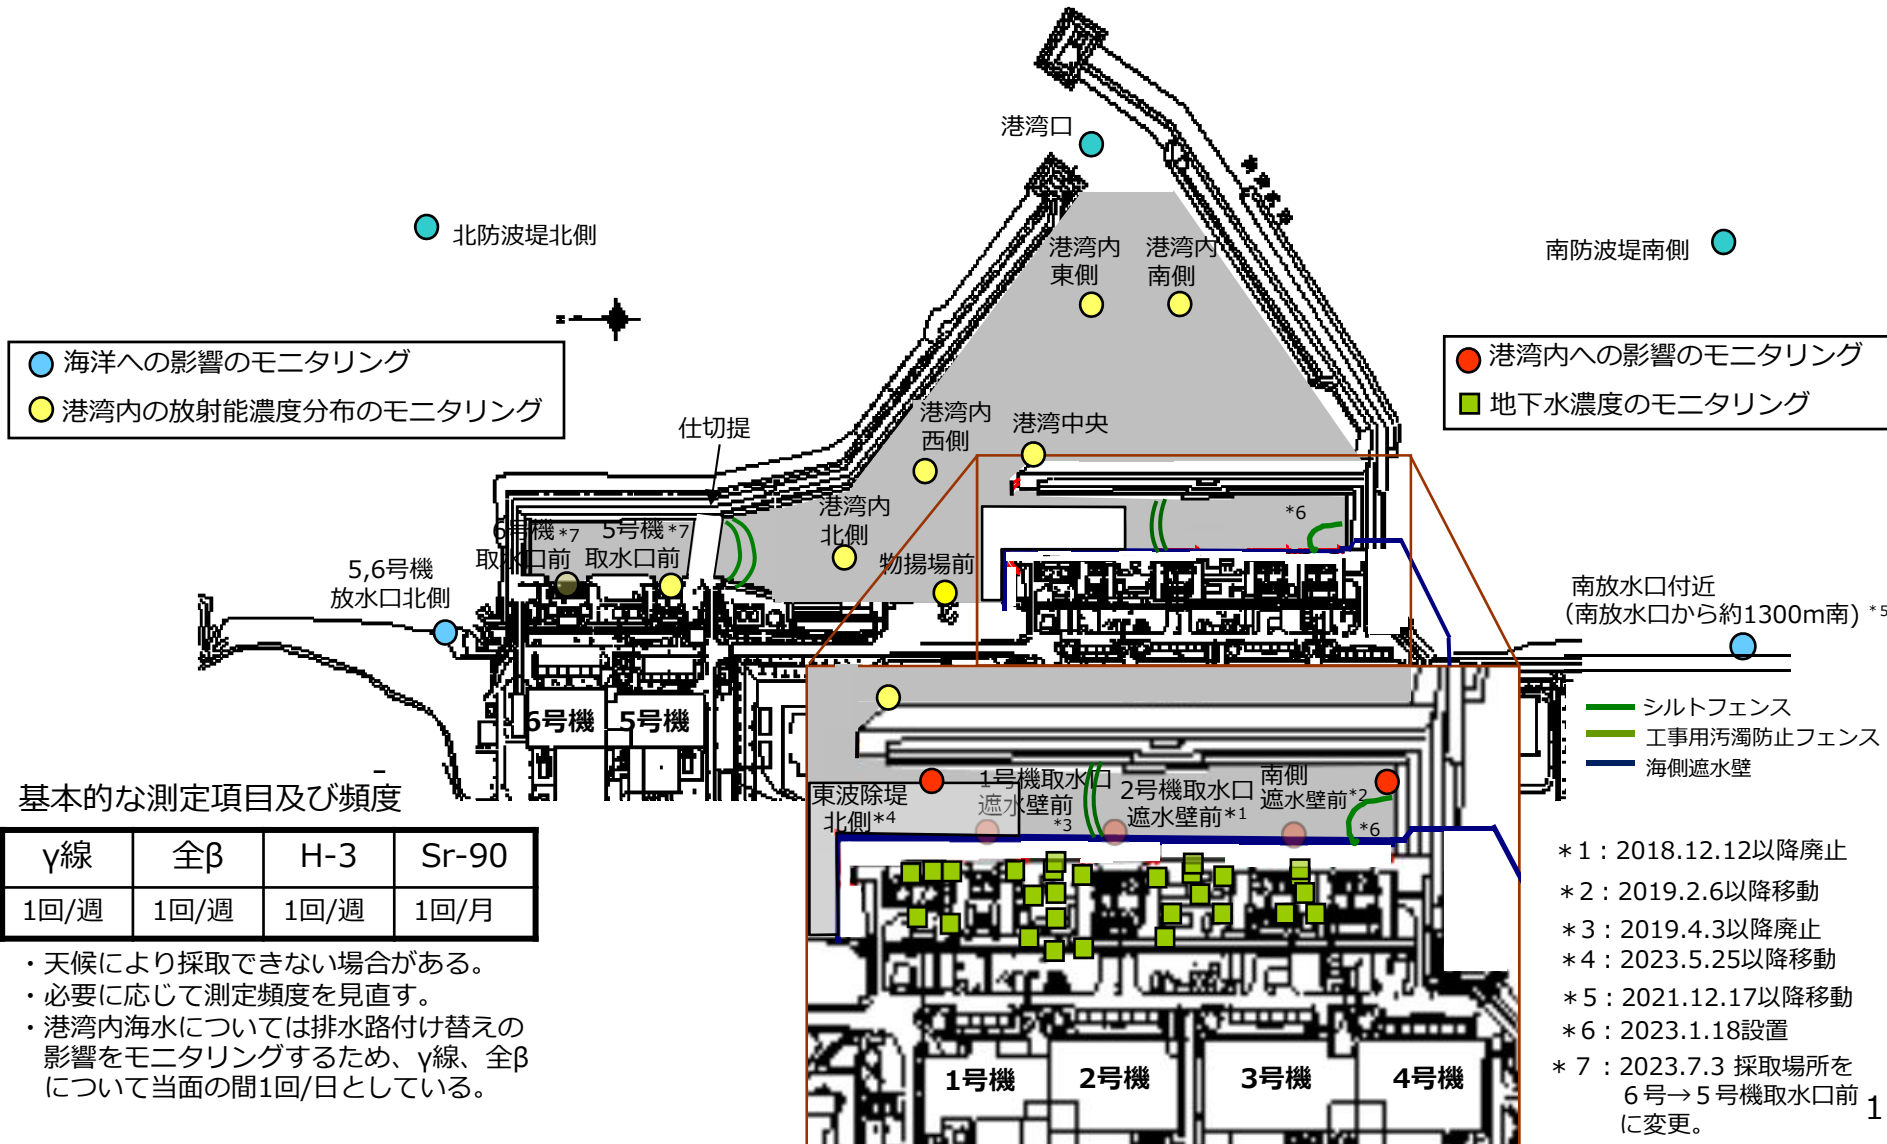 港湾口
北防波堤北側
港湾内
東側
港湾内
南側
南防波堤南側
海洋への影響のモニタリング
港湾内の放射能濃度分布のモニタリング
港湾内への影響のモニタリング
地下水濃度のモニタリング
仕切提
港湾内
西側
港湾中央
港湾内
北側
物揚場前
6号機*7
取水口前
5号機*7
取水口前
*6
5,6号機
放水口北側
南放水口付近
(南放水口から約1300m南) *5
6号機
5号機
シルトフェンス
工事用汚濁防止フェンス
海側遮水壁
東波除堤
北側*4
1号機取水口
遮水壁前
*3
2号機取水口
遮水壁前*1
南側
遮水壁前*2
*6
1号機
2号機
3号機
4号機
基本的な測定項目及び頻度
γ線 全β H-3 Sr-90
1回/週 1回/週 1回/週 1回/月
・天候により採取できない場合がある。
・必要に応じて測定頻度を見直す。
・港湾内海水については排水路付け替えの
影響をモニタリングするため、γ線、全β
について当面の間1回/日としている。
＊1：2018.12.12以降廃止
＊2：2019.2.6以降移動
＊3：2019.4.3以降廃止
＊4：2023.5.25以降移動
＊5：2021.12.17以降移動
＊6：2023.1.18設置
＊７：2023.7.3 採取場所を
６号→５号機取水口前
に変更。
1